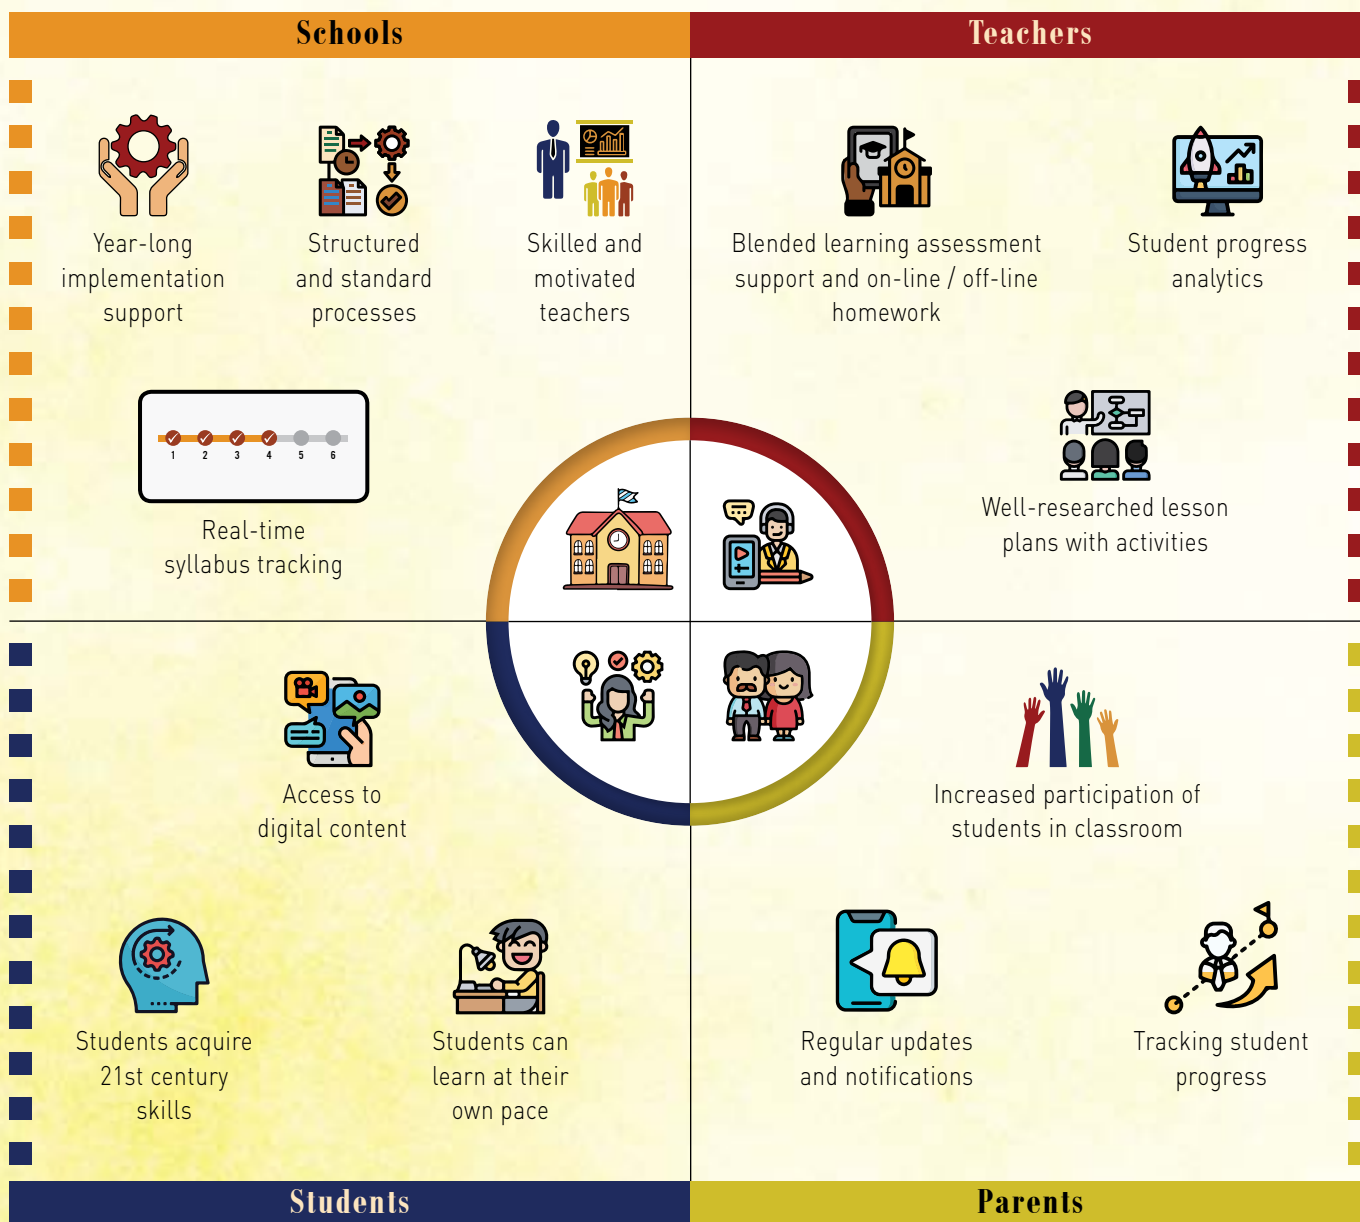 Schools
Year-long
implementation
support
Structured
and standard
processes
Skilled and
motivated
teachers
1 2 3 4 5 6
Real-time
syllabus tracking
Teachers
Blended learning assessment
support and on-line / off-line
homework
Student progress
analytics
Well-researched lesson
plans with activities
Access to
digital content
Students acquire
21st century
skills
Students can
learn at their
own pace
Students
Increased participation of
students in classroom
Regular updates
and notifications
Tracking student
progress
Parents